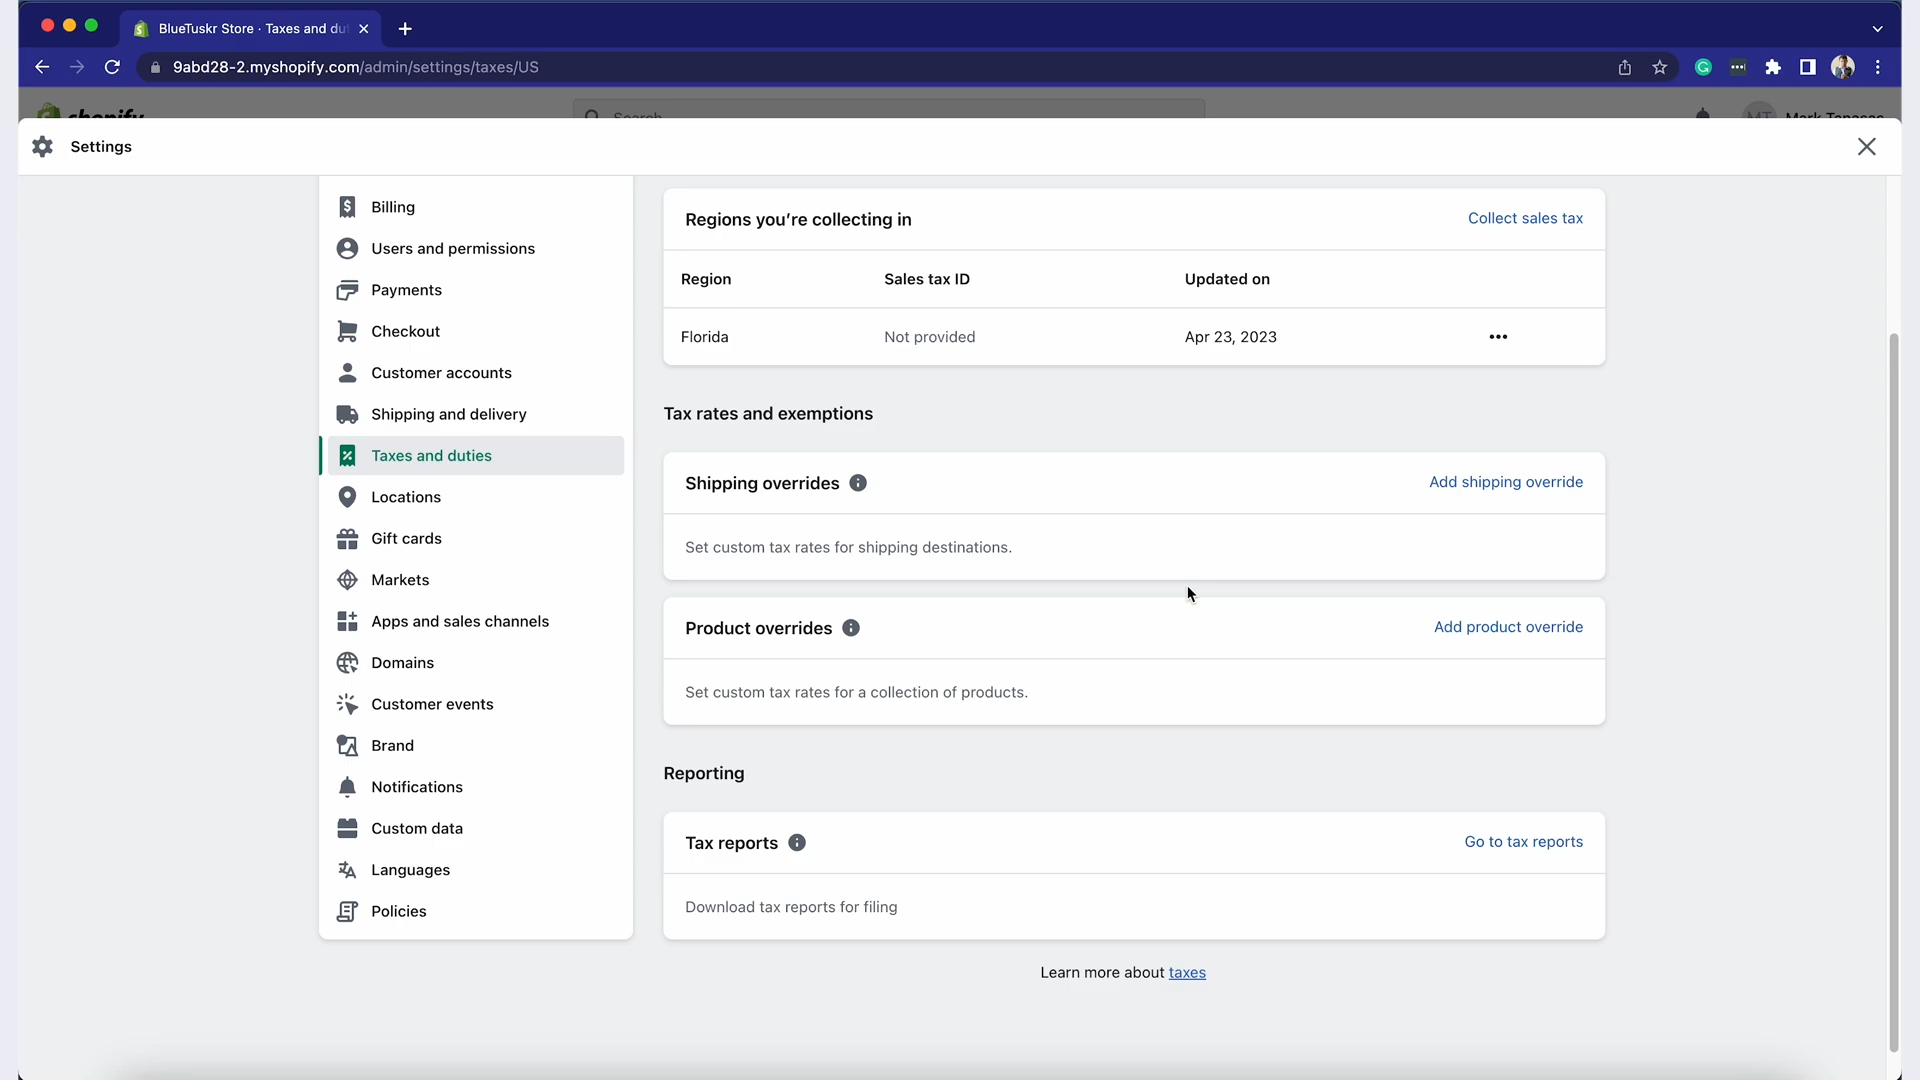 BlueTuskr Store · Taxes and du
9abd28-2.myshopify.com/admin/settings/taxes/US
shopify
Search
MT Mark Tanasas
Settings
Billing
Users and permissions
Payments
Checkout
Customer accounts
Shipping and delivery
Taxes and duties
Locations
Gift cards
Markets
Apps and sales channels
Domains
Customer events
Brand
Notifications
Custom data
Languages
Policies
Regions you're collecting in
Collect sales tax
Region Sales tax ID Updated on
Florida Not provided Apr 23, 2023
Tax rates and exemptions
Shipping overrides
Add shipping override
Set custom tax rates for shipping destinations.
Product overrides
Add product override
Set custom tax rates for a collection of products.
Reporting
Tax reports
Go to tax reports
Download tax reports for filing
Learn more about taxes